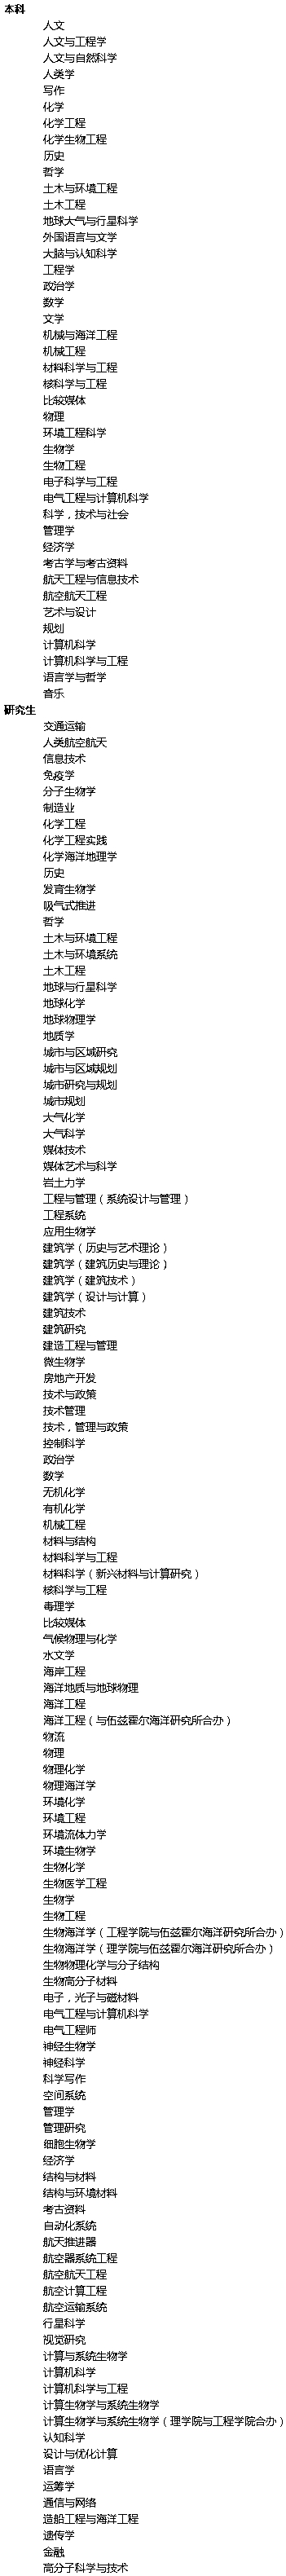 本科
人文
人文与工程学
人文与自然科学
人类学
写作
化学
化学工程
化学生物工程
历史
哲学
土木与环境工程
土木工程
地球大气与行星科学
外国语言与文学
大脑与认知科学
工程学
政治学
数学
文学
机械与海洋工程
机械工程
材料科学与工程
核科学与工程
比较媒体
物理
环境工程科学
生物学
生物工程
电子科学与工程
电气工程与计算机科学
科学，技术与社会
管理学
经济学
考古学与考古资料
航天工程与信息技术
航空航天工程
艺术与设计
规划
计算机科学
计算机科学与工程
语言学与哲学
音乐
研究生
交通运输
人类航空航天
信息技术
免疫学
分子生物学
制造业
化学工程
化学工程实践
化学海洋地理学
历史
发育生物学
吸气式推进
哲学
土木与环境工程
土木与环境系统
土木工程
地球与行星科学
地球化学
地球物理学
地质学
城市与区域研究
城市与区域规划
城市研究与规划
城市规划
大气化学
大气科学
媒体技术
媒体艺术与科学
岩土力学
工程与管理（系统设计与管理）
工程系统
应用生物学
建筑学（历史与艺术理论）
建筑学（建筑历史与理论）
建筑学（建筑技术）
建筑学（设计与计算）
建筑技术
建筑研究
建造工程与管理
微生物学
房地产开发
技术与政策
技术管理
技术，管理与政策
控制科学
政治学
数学
无机化学
有机化学
机械工程
材料与结构
材料科学与工程
材料科学（新兴材料与计算研究）
核科学与工程
毒理学
比较媒体
气候物理与化学
水文学
海岸工程
海洋地质与地球物理
海洋工程
海洋工程（与伍兹霍尔海洋研究所合办）
物流
物理
物理化学
物理海洋学
环境化学
环境工程
环境流体力学
环境生物学
生物化学
生物医学工程
生物学
生物工程
生物海洋学（工程学院与伍兹霍尔海洋研究所合办）
生物海洋学（理学院与伍兹霍尔海洋研究所合办）
生物物理化学与分子结构
生物高分子材料
电子，光子与磁材料
电气工程与计算机科学
电气工程师
神经生物学
神经科学
科学写作
空间系统
管理学
管理研究
细胞生物学
经济学
结构与材料
结构与环境材料
考古资料
自动化系统
航天推进器
航空器系统工程
航空航天工程
航空计算工程
航空运输系统
行星科学
视觉研究
计算与系统生物学
计算机科学
计算机科学与工程
计算生物学与系统生物学
计算生物学与系统生物学（理学院与工程学院合办）
认知科学
设计与优化计算
语言学
运筹学
通信与网络
造船工程与海洋工程
遗传学
金融
高分子科学与技术